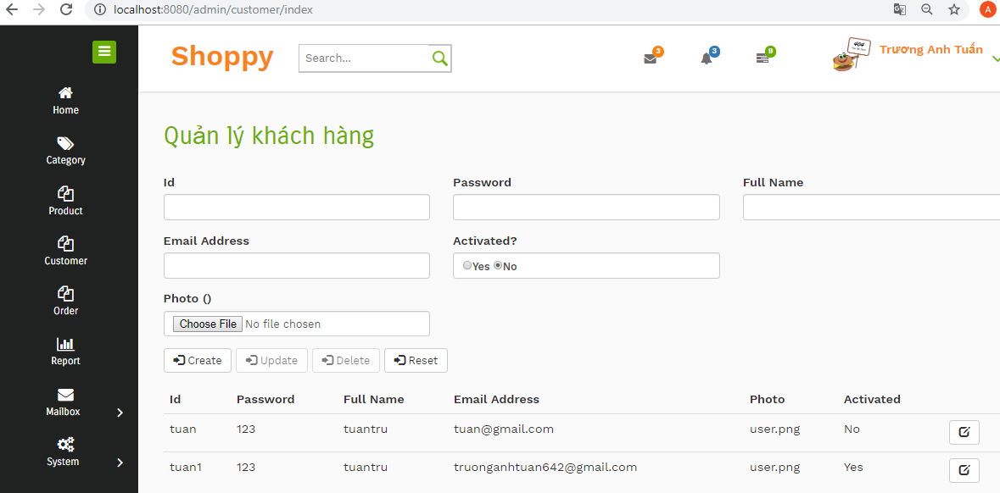 localhost:8080/admin/customer/index
A
Shoppy
Search...
3
3
9
404
Trương Anh Tuấn
Home
Category
Product
Customer
Order
Report
Mailbox
System
Quản lý khách hàng
Id Password Full Name
Email Address Activated?
Yes No
Photo ()
Choose File No file chosen
Create Update Delete Reset
Id Password Full Name Email Address Photo Activated
tuan 123 tuantru tuan@gmail.com user.png No
tuan1 123 tuantru truonganhtuan642@gmail.com user.png Yes